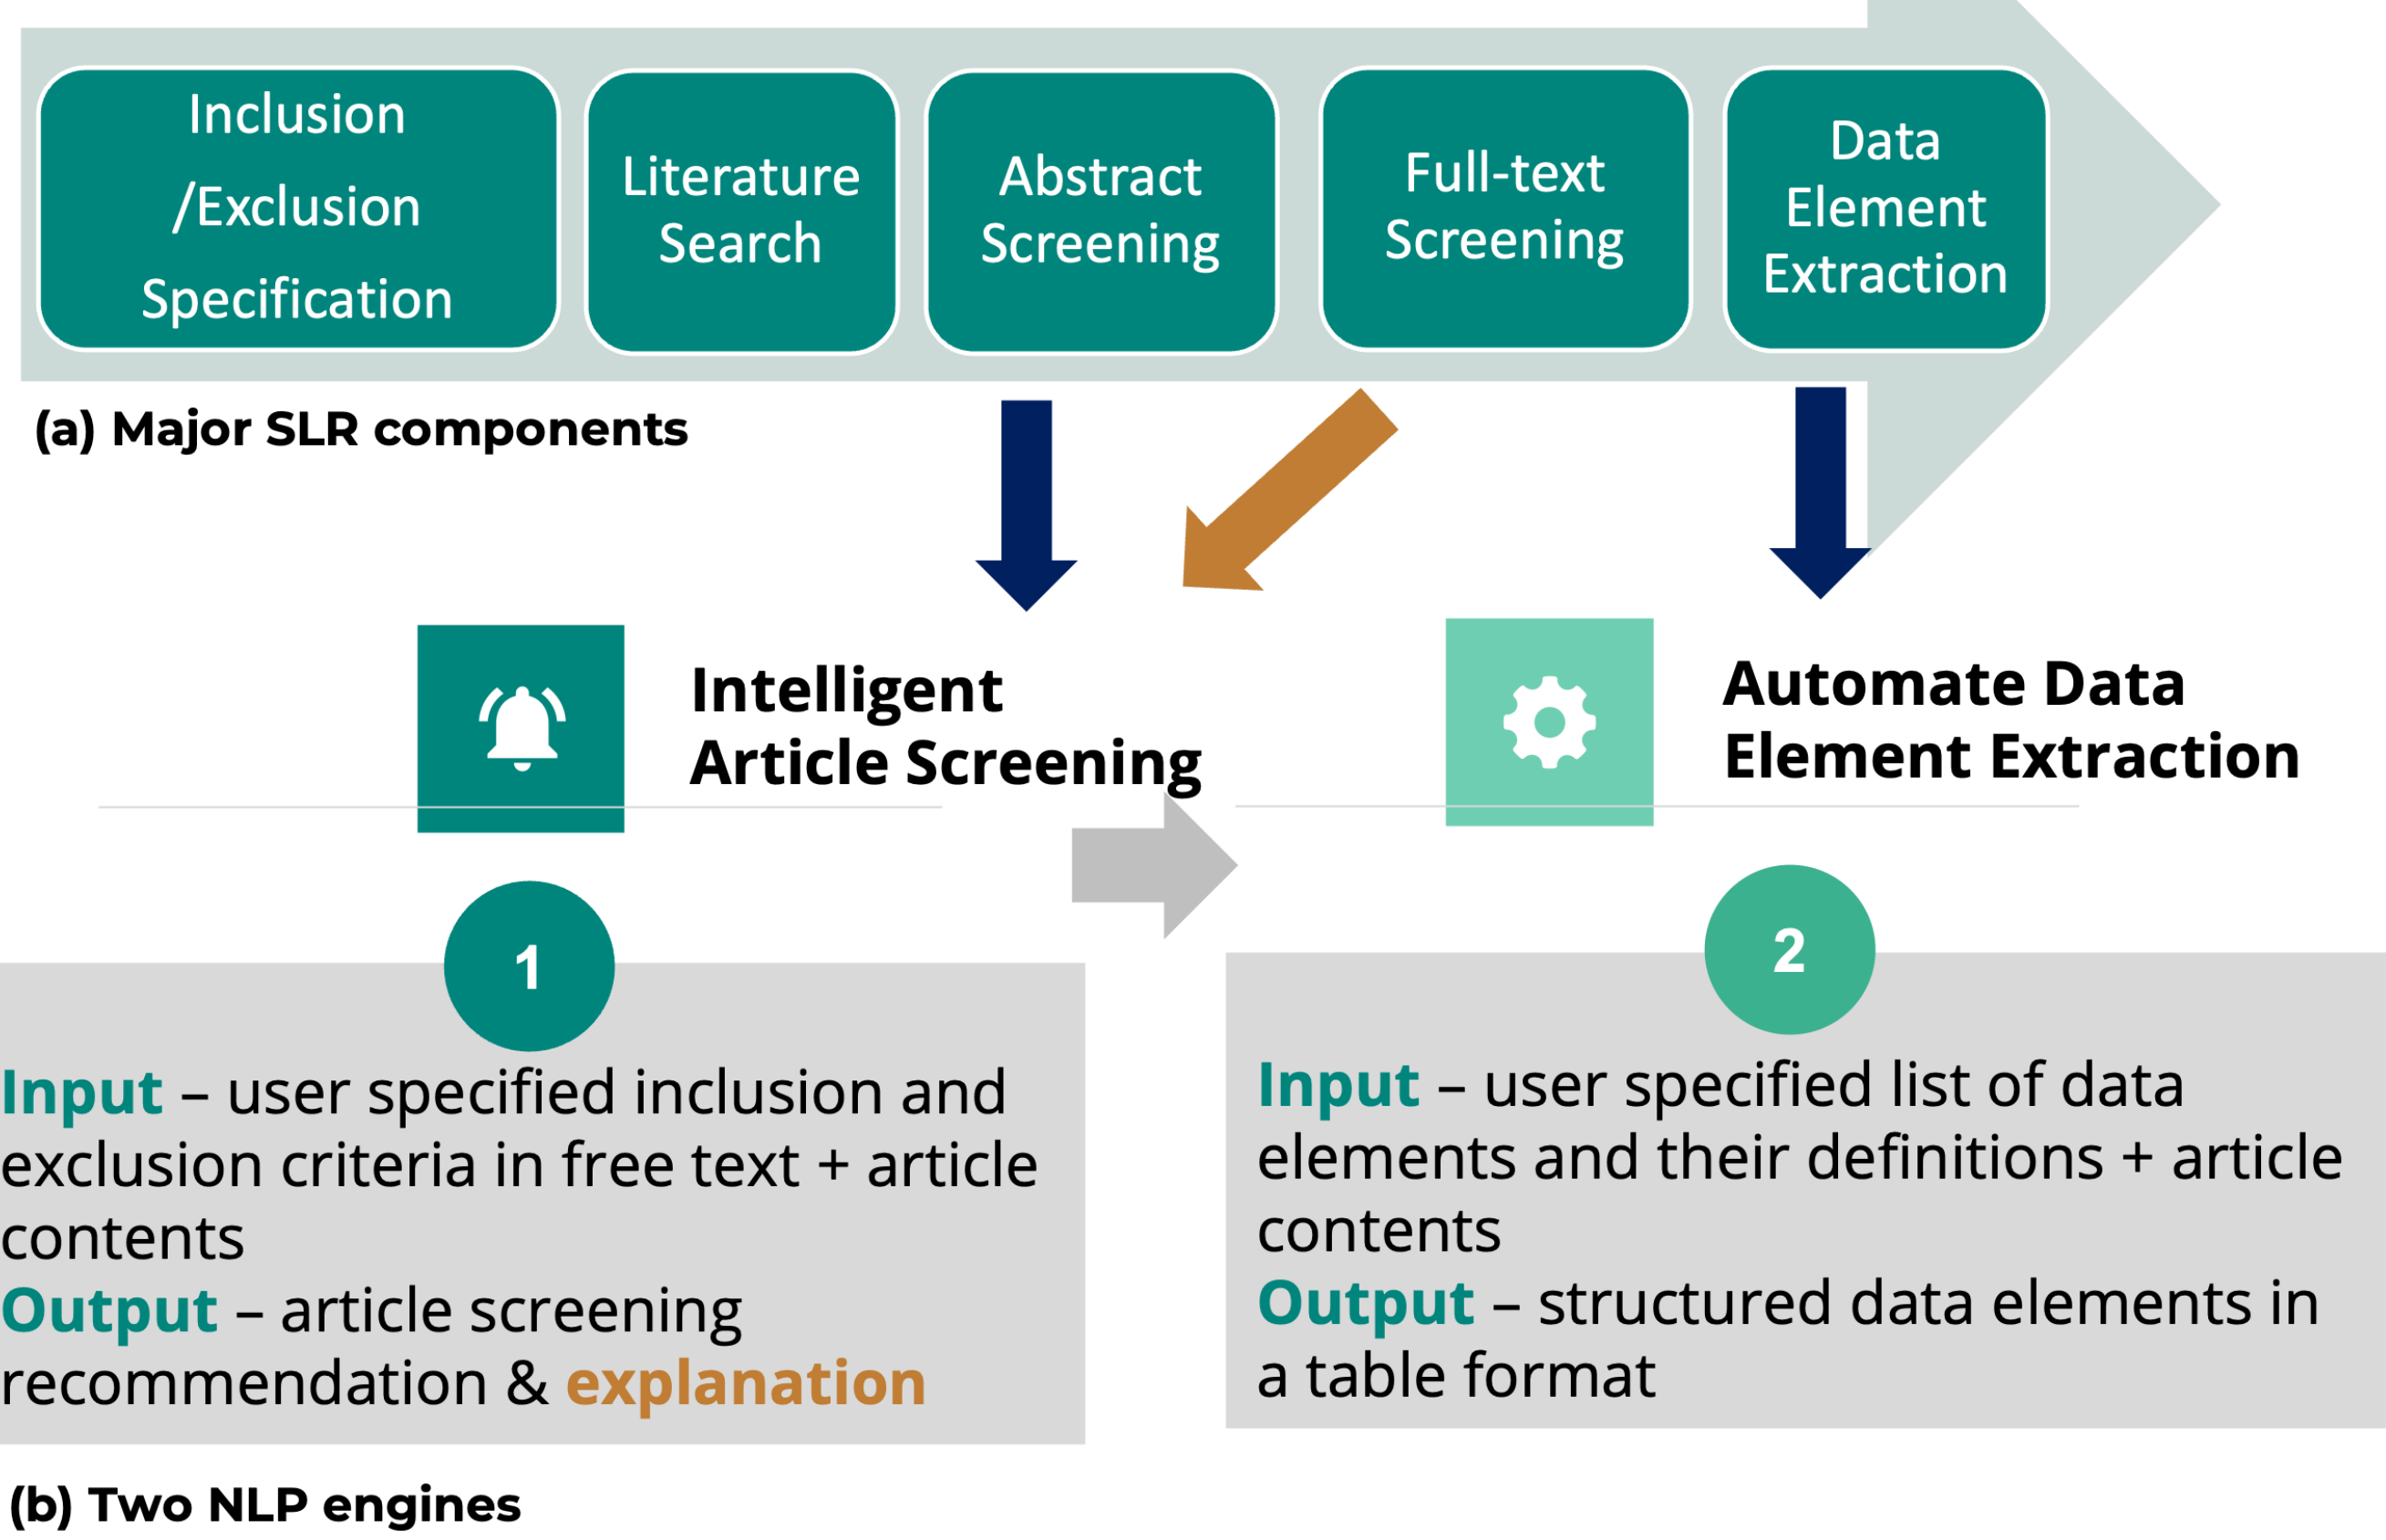 Inclusion
/Exclusion
Specification
Literature
Search
Abstract
Screening
Full-text
Screening
Data
Element
Extraction
(a) Major SLR components
Intelligent
Article Screening
Automate Data
Element Extraction
1
Input – user specified inclusion and
exclusion criteria in free text + article
contents
Output – article screening
recommendation & explanation
2
Input – user specified list of data
elements and their definitions + article
contents
Output – structured data elements in
a table format
(b) Two NLP engines